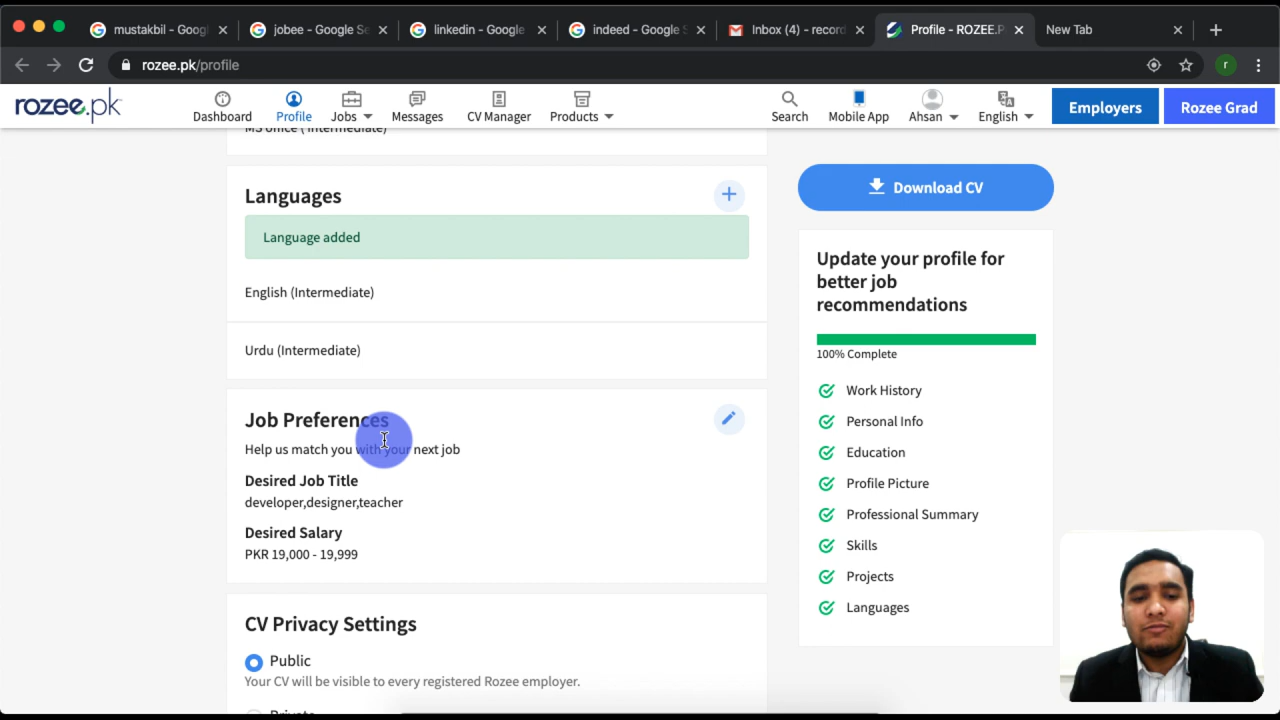 mustakbil - Googl
jobee - Google Se
linkedin - Google
indeed - Google S
Inbox (4) - record
Profile - ROZEE.P
New Tab
rozee.pk/profile
r
rozee.pk
Dashboard
Profile
Jobs
Messages
CV Manager
Products
Search
Mobile App
Ahsan
English
Employers
Rozee Grad
MS office ( Intermediate)
Languages
Language added
English (Intermediate)
Urdu (Intermediate)
Job Preferences
Help us match you with your next job
Desired Job Title
developer,designer,teacher
Desired Salary
PKR 19,000 - 19,999
CV Privacy Settings
Public
Your CV will be visible to every registered Rozee employer.
Private
Download CV
Update your profile for
better job
recommendations
100% Complete
Work History
Personal Info
Education
Profile Picture
Professional Summary
Skills
Projects
Languages